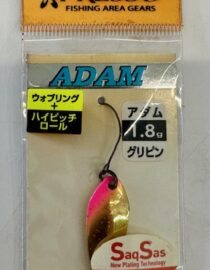 PRESSO
FISHING AREA GEARS
ADAM
ウォブリング
+
ハイピッチ
ロール
アダム
1.8g
グリピン
SaqSas
New Plating Technology